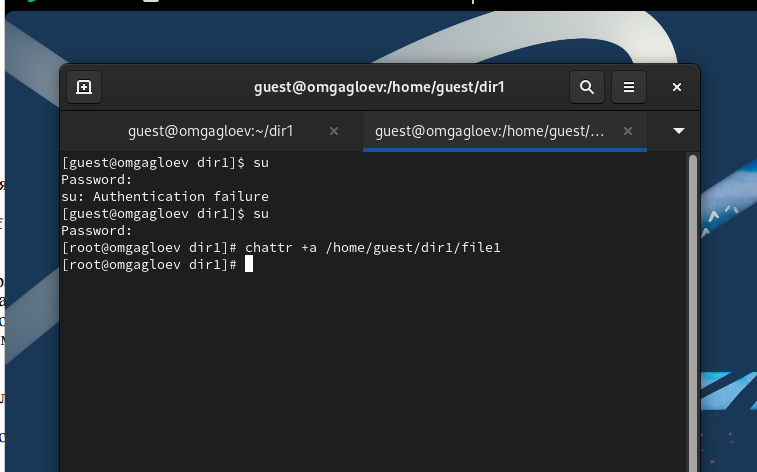 guest@omgagloev:/home/guest/dir1
guest@omgagloev:~/dir1
guest@omgagloev:/home/guest/...
[guest@omgagloev dir1]$ su
Password:
su: Authentication failure
[guest@omgagloev dir1]$ su
Password:
[root@omgagloev dir1]# chattr +a /home/guest/dir1/file1
[root@omgagloev dir1]#